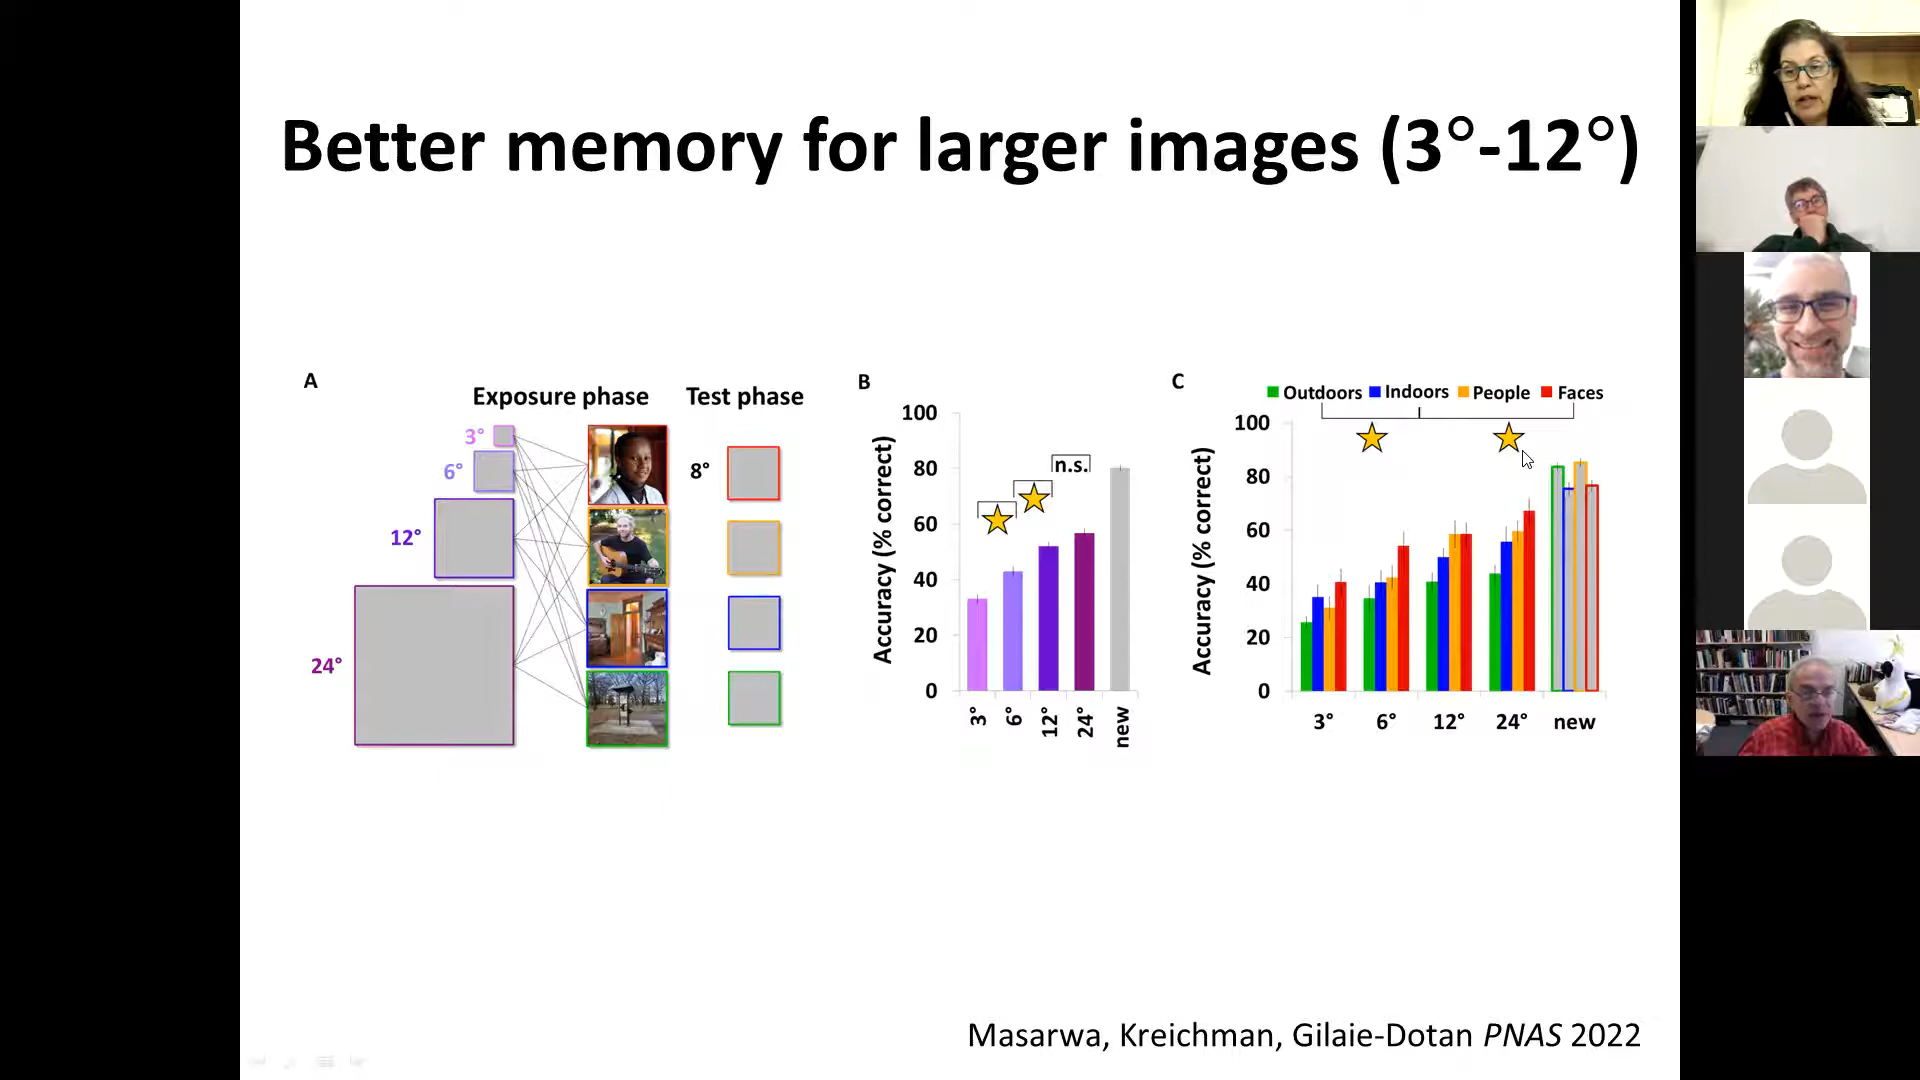 Better memory for larger images (3°-12°)
A
Exposure phase
Test phase
3°
6°
12°
24°
8°
B
Accuracy (% correct)
100
80
60
40
20
0
n.s.
3°
6°
12°
24°
new
C
Outdoors
Indoors
People
Faces
Accuracy (% correct)
100
80
60
40
20
0
3°
6°
12°
24°
new
Masarwa, Kreichman, Gilaie-Dotan PNAS 2022